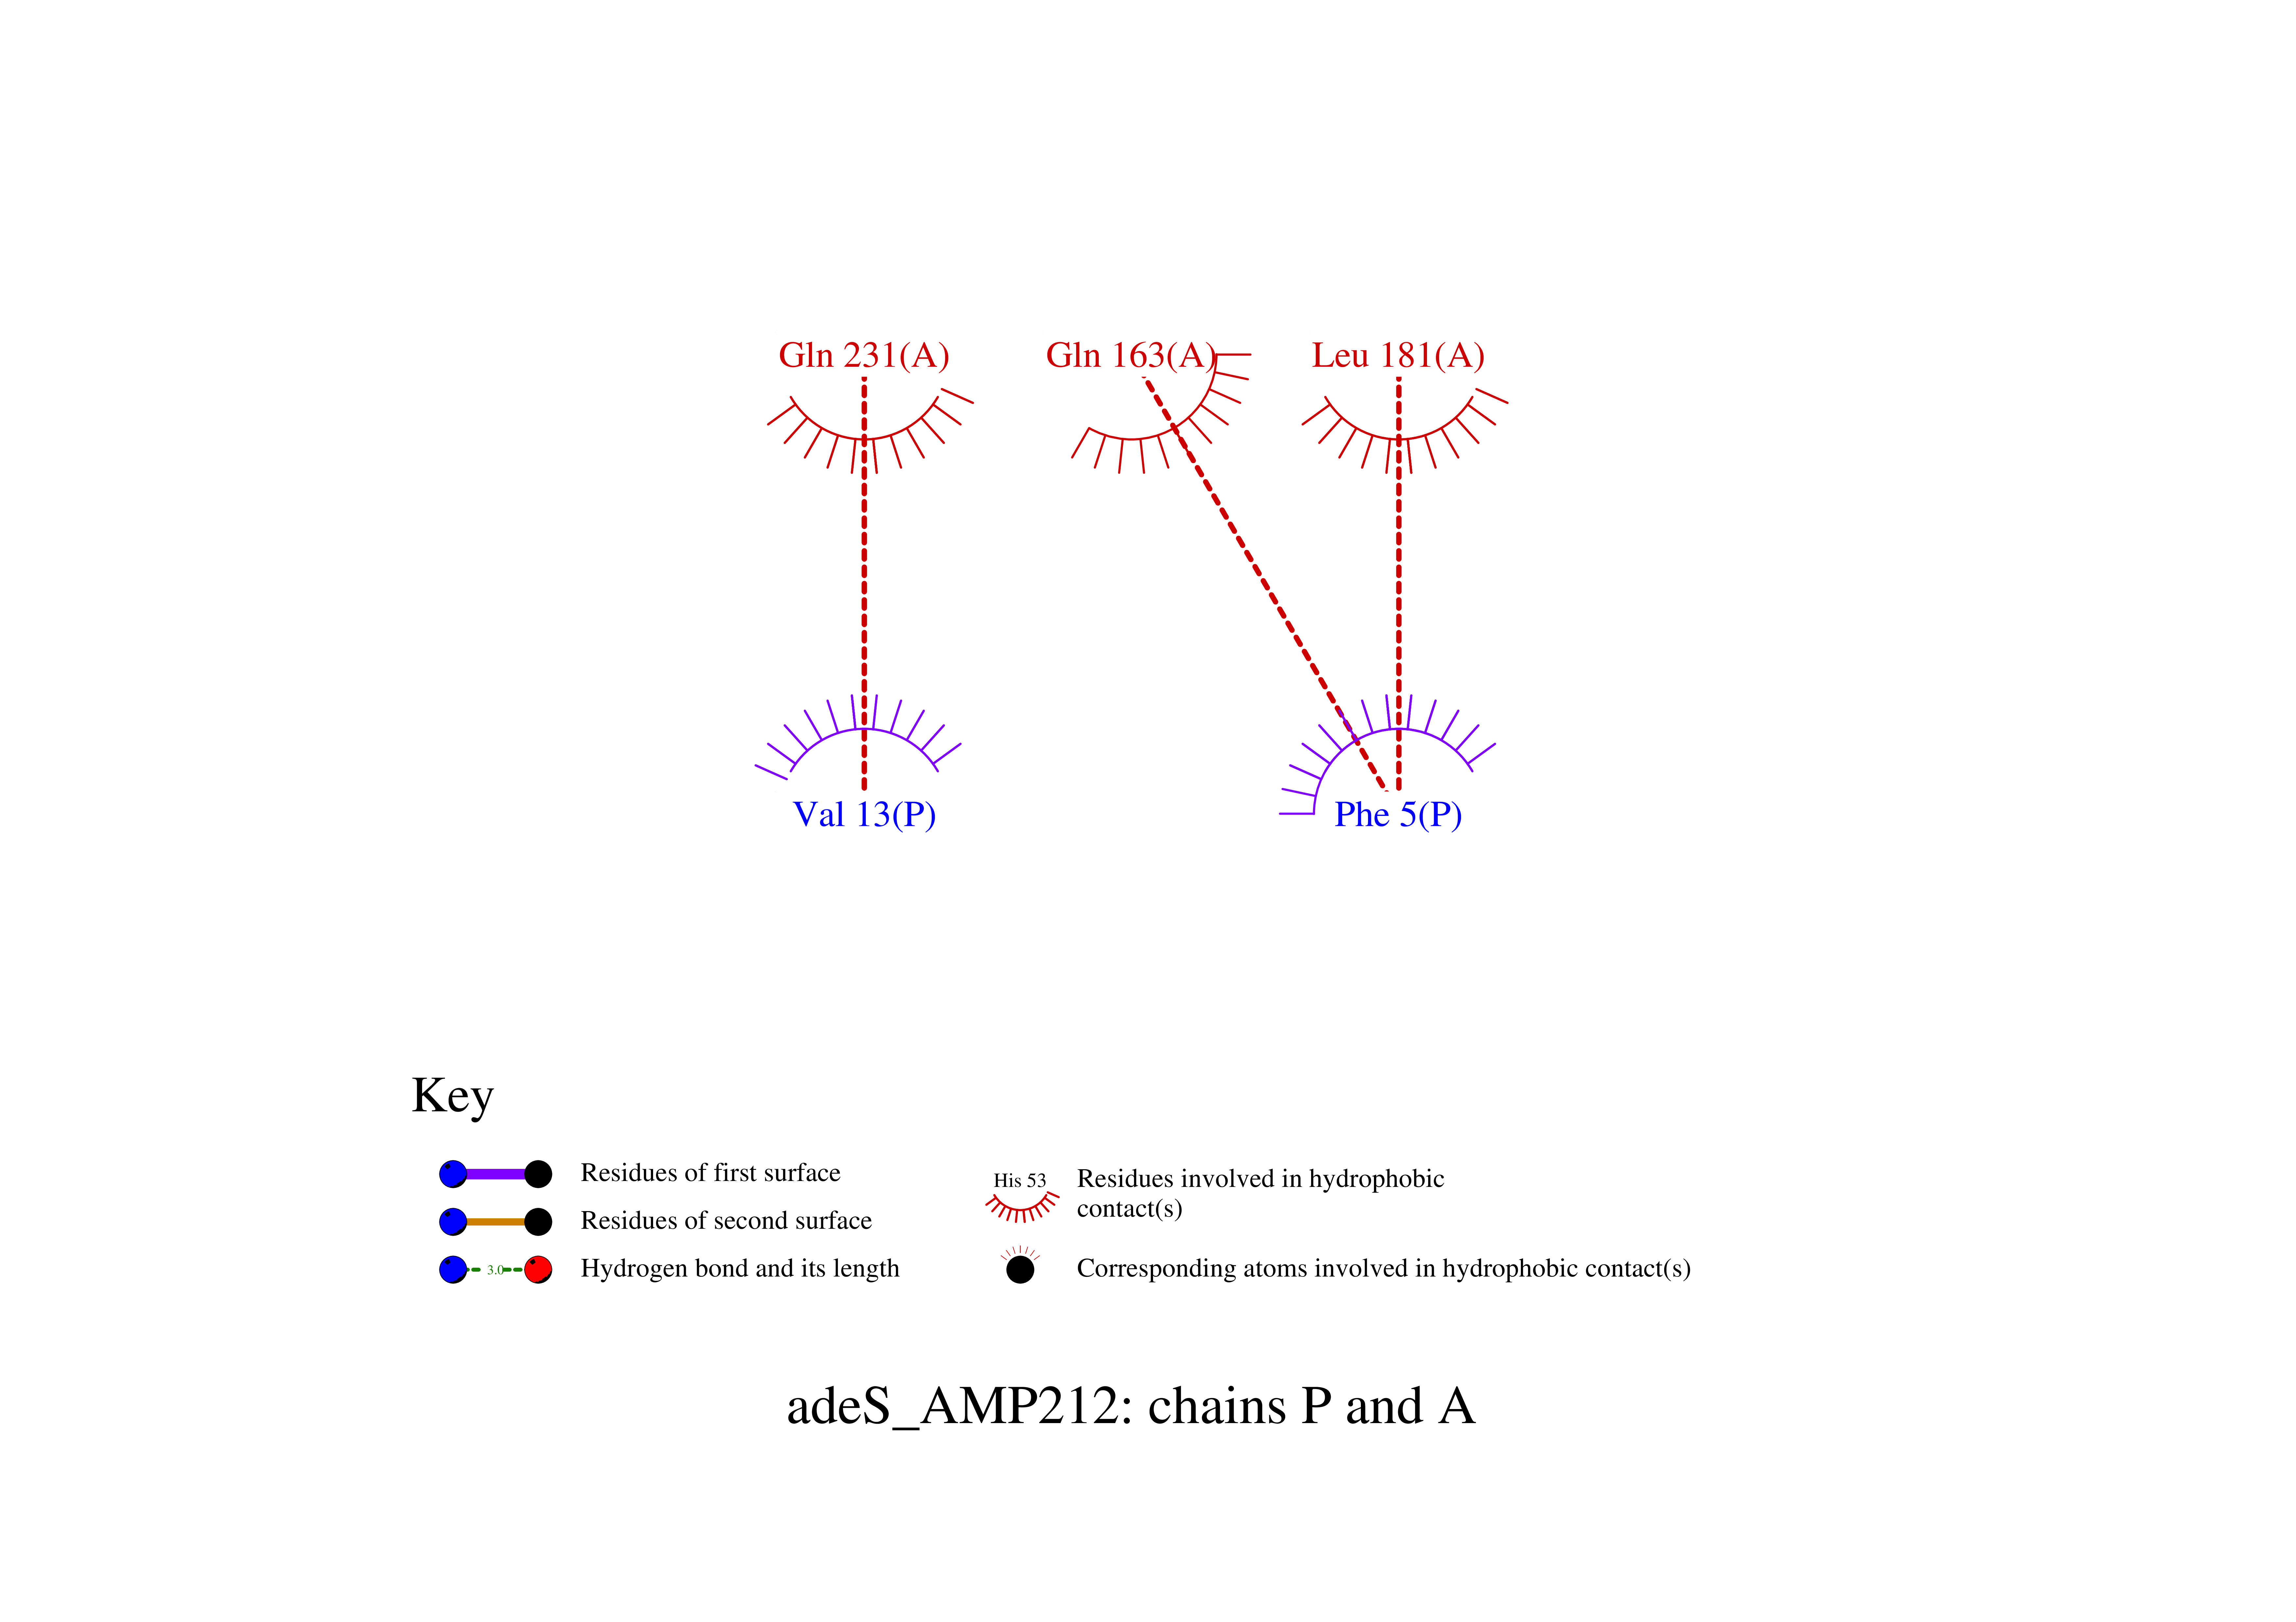 Gln 231(A) Gln 163(A) Leu 181(A)
Val 13(P) Phe 5(P)
Key
Residues of first surface
Residues of second surface
3.0 Hydrogen bond and its length
His 53 Residues involved in hydrophobic
contact(s)
Corresponding atoms involved in hydrophobic contact(s)
adeS_AMP212: chains P and A